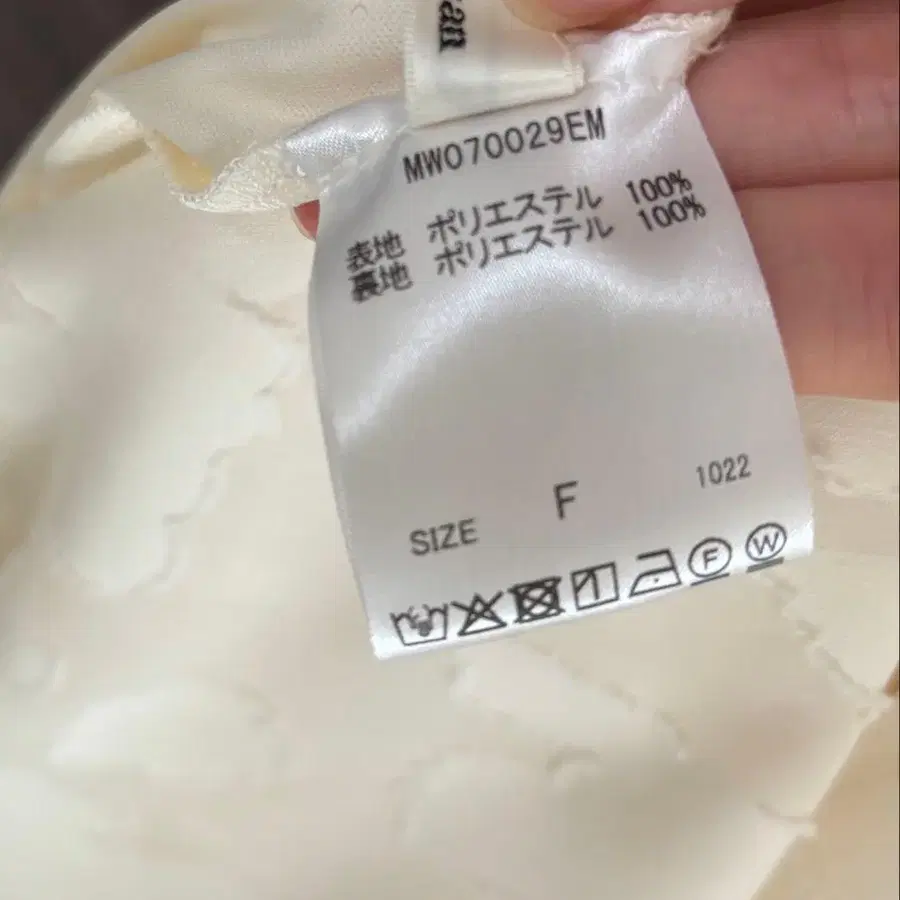 MW070029EM
表地 ポリエステル 100%
裏地 ポリエステル 100%
SIZE F 1022
F W